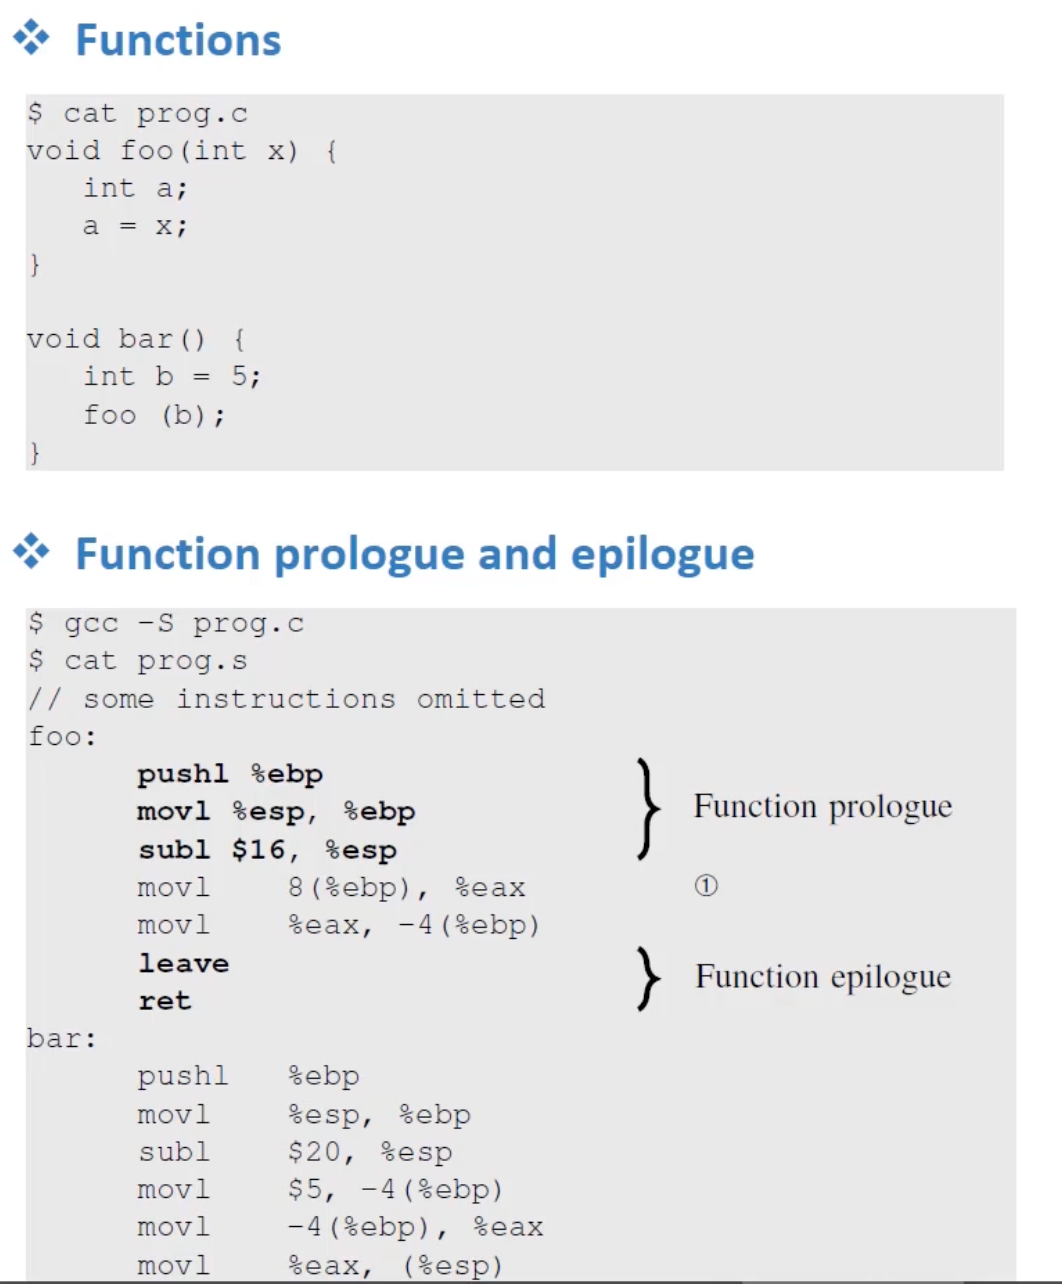 Functions
$ cat prog.c
void foo(int x) {
   int a;
   a = x;
}
void bar() {
   int b = 5;
   foo (b);
}
Function prologue and epilogue
$ gcc -S prog.c
$ cat prog.s
// some instructions omitted
foo:
      pushl %ebp
      movl %esp, %ebp
Function prologue
      subl $16, %esp
      movl    8(%ebp), %eax    ①
      movl    %eax, -4(%ebp)
      leave
Function epilogue
      ret
bar:
      pushl   %ebp
      movl    %esp, %ebp
      subl    $20, %esp
      movl    $5, -4(%ebp)
      movl    -4(%ebp), %eax
      movl    %eax, (%esp)